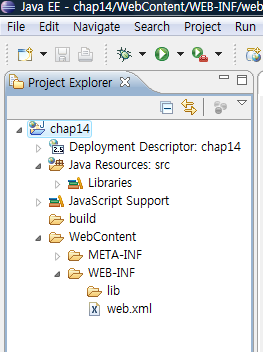 Java EE - chap14/WebContent/WEB-INF/web
File Edit Navigate Search Project Run
Project Explorer
chap14
Deployment Descriptor: chap14
Java Resources: src
Libraries
JavaScript Support
build
WebContent
META-INF
WEB-INF
lib
web.xml